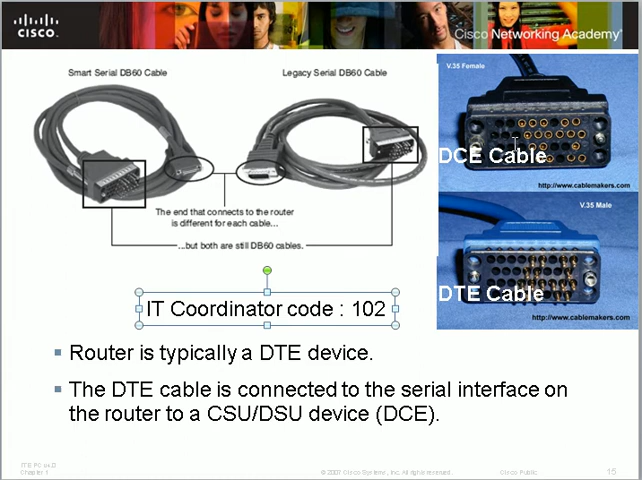 CISCO.
Cisco Networking Academy
Smart Serial DB60 Cable
Legacy Serial DB60 Cable
The end that connects to the router
is different for each cable...
...but both are still DB60 cables.
V.35 Female
DCE Cable
http://www.cablemakers.com
V.35 Male
DTE Cable
http://www.cablemakers.com
IT Coordinator code : 102
Router is typically a DTE device.
The DTE cable is connected to the serial interface on
the router to a CSU/DSU device (DCE).
Chapter 1
© 2007 Cisco Systems, Inc. All rights reserved.
Cisco Public
15